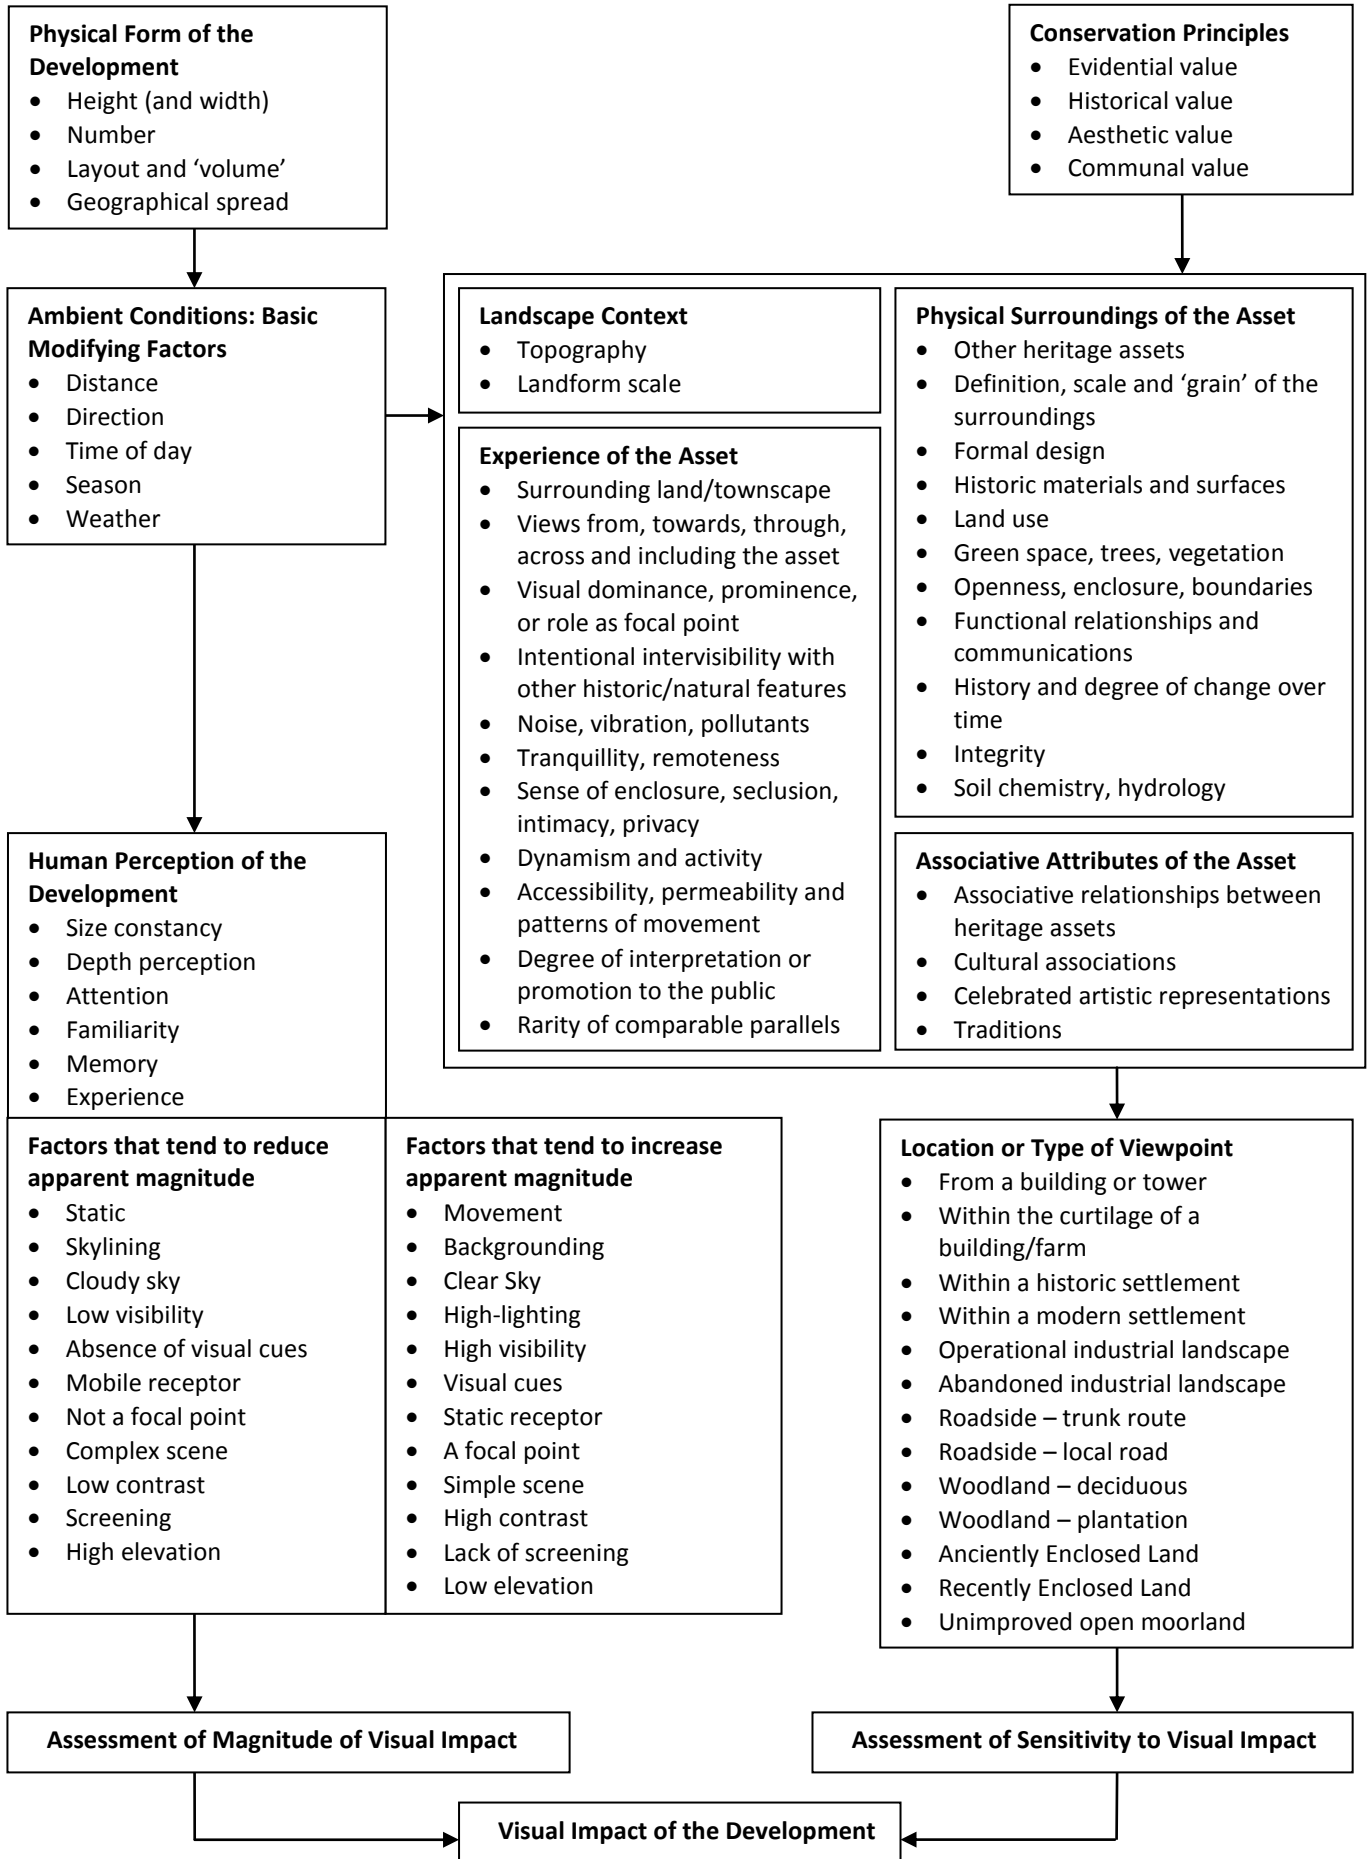 Physical Form of the
Development
• Height (and width)
• Number
• Layout and ‘volume’
• Geographical spread
Conservation Principles
• Evidential value
• Historical value
• Aesthetic value
• Communal value
Ambient Conditions: Basic
Modifying Factors
• Distance
• Direction
• Time of day
• Season
• Weather
Landscape Context
• Topography
• Landform scale
Experience of the Asset
• Surrounding land/townscape
• Views from, towards, through,
across and including the asset
• Visual dominance, prominence,
or role as focal point
• Intentional intervisibility with
other historic/natural features
• Noise, vibration, pollutants
• Tranquillity, remoteness
• Sense of enclosure, seclusion,
intimacy, privacy
• Dynamism and activity
• Accessibility, permeability and
patterns of movement
• Degree of interpretation or
promotion to the public
• Rarity of comparable parallels
Physical Surroundings of the Asset
• Other heritage assets
• Definition, scale and ‘grain’ of the
surroundings
• Formal design
• Historic materials and surfaces
• Land use
• Green space, trees, vegetation
• Openness, enclosure, boundaries
• Functional relationships and
communications
• History and degree of change over
time
• Integrity
• Soil chemistry, hydrology
Associative Attributes of the Asset
• Associative relationships between
heritage assets
• Cultural associations
• Celebrated artistic representations
• Traditions
Human Perception of the
Development
• Size constancy
• Depth perception
• Attention
• Familiarity
• Memory
• Experience
Factors that tend to reduce
apparent magnitude
• Static
• Skylining
• Cloudy sky
• Low visibility
• Absence of visual cues
• Mobile receptor
• Not a focal point
• Complex scene
• Low contrast
• Screening
• High elevation
Factors that tend to increase
apparent magnitude
• Movement
• Backgrounding
• Clear Sky
• High-lighting
• High visibility
• Visual cues
• Static receptor
• A focal point
• Simple scene
• High contrast
• Lack of screening
• Low elevation
Location or Type of Viewpoint
• From a building or tower
• Within the curtilage of a
building/farm
• Within a historic settlement
• Within a modern settlement
• Operational industrial landscape
• Abandoned industrial landscape
• Roadside – trunk route
• Roadside – local road
• Woodland – deciduous
• Woodland – plantation
• Anciently Enclosed Land
• Recently Enclosed Land
• Unimproved open moorland
Assessment of Magnitude of Visual Impact
Assessment of Sensitivity to Visual Impact
Visual Impact of the Development